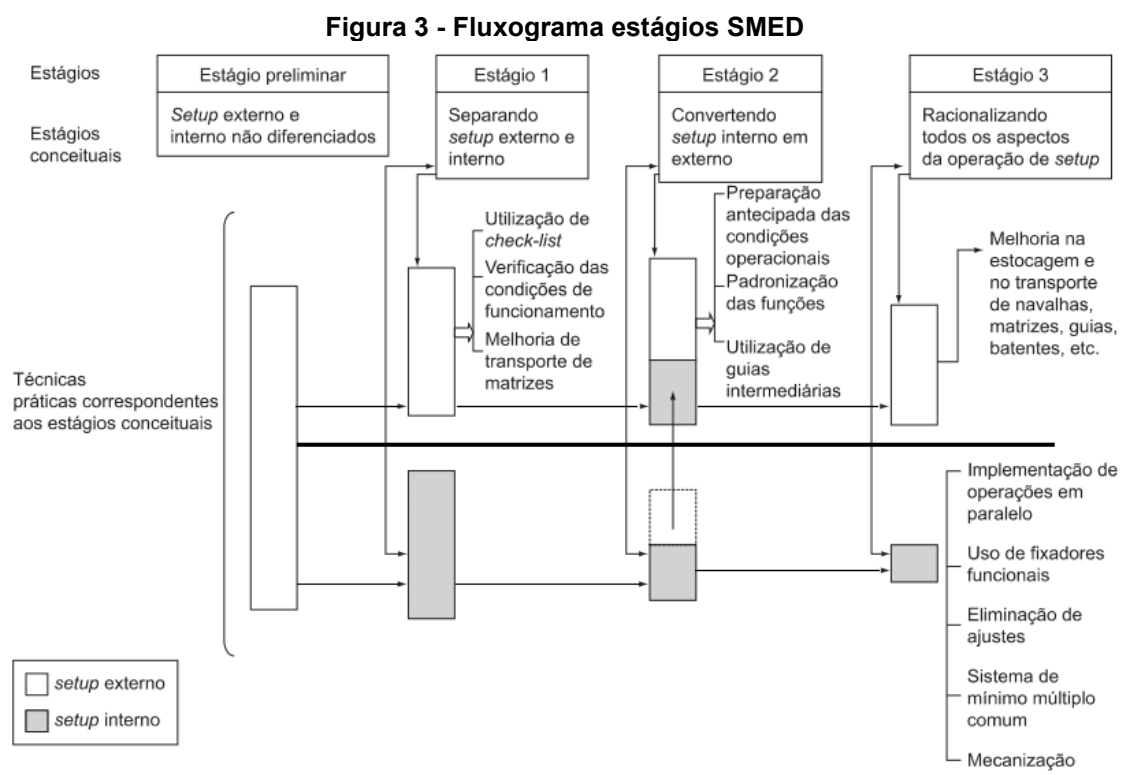 Figura 3 - Fluxograma estágios SMED
Estágios
Estágio preliminar
Estágio 1
Estágio 2
Estágio 3
Estágios
conceituais
Setup externo e
interno não diferenciados
Separando
setup externo e
interno
Convertendo
setup interno em
externo
Racionalizando
todos os aspectos
da operação de setup
Utilização de
check-list
Verificação das
condições de
funcionamento
Melhoria de
transporte de
matrizes
Preparação
antecipada das
condições
operacionais
Padronização
das funções
Utilização de
guias
intermediárias
Melhoria na
estocagem e
no transporte
de navalhas,
matrizes, guias,
batentes, etc.
Técnicas
práticas correspondentes
aos estágios conceituais
Implementação de
operações em
paralelo
Uso de fixadores
funcionais
Eliminação de
ajustes
Sistema de
mínimo múltiplo
comum
Mecanização
setup externo
setup interno